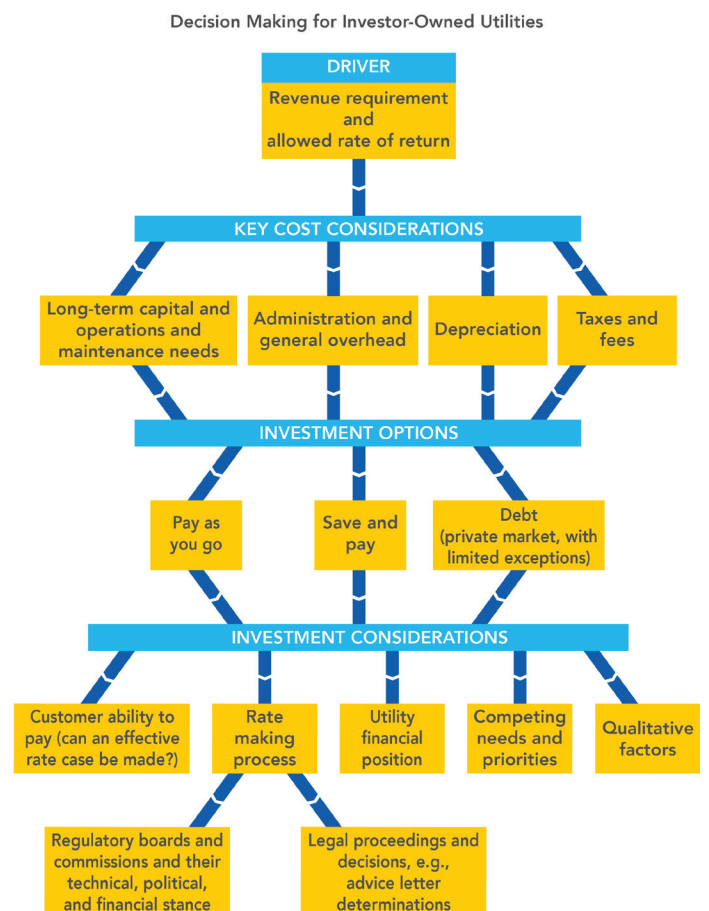 Decision Making for Investor-Owned Utilities
DRIVER
Revenue requirement
and
allowed rate of return
KEY COST CONSIDERATIONS
Long-term capital and
operations and
maintenance needs
Administration and
general overhead
Depreciation
Taxes and
fees
INVESTMENT OPTIONS
Pay as
you go
Save and
pay
Debt
(private market, with
limited exceptions)
INVESTMENT CONSIDERATIONS
Customer ability to
pay (can an effective
rate case be made?)
Rate
making
process
Utility
financial
position
Competing
needs and
priorities
Qualitative
factors
Regulatory boards and
commissions and their
technical, political,
and financial stance
Legal proceedings and
decisions, e.g.,
advice letter
determinations